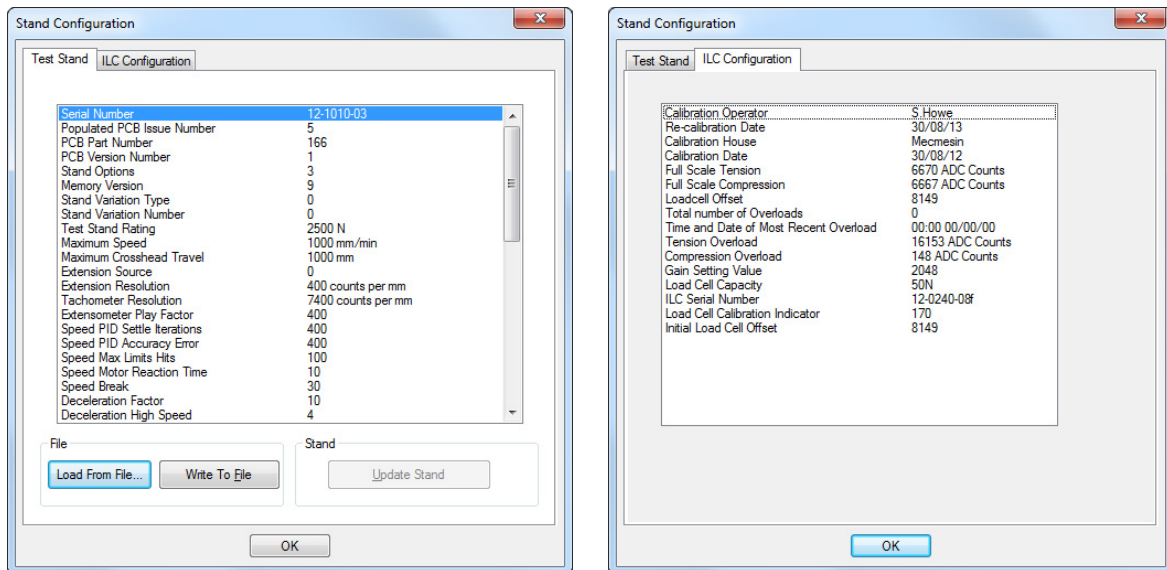 Stand Configuration
Test Stand ILC Configuration
Serial Number 12-1010-03
Populated PCB Issue Number 5
PCB Part Number 166
PCB Version Number 1
Stand Options 3
Memory Version 9
Stand Variation Type 0
Stand Variation Number 0
Test Stand Rating 2500 N
Maximum Speed 1000 mm/min
Maximum Crosshead Travel 1000 mm
Extension Source 0
Extension Resolution 400 counts per mm
Tachometer Resolution 7400 counts per mm
Extensometer Play Factor 400
Speed PID Settle Iterations 400
Speed PID Accuracy Error 400
Speed Max Limits Hits 100
Speed Motor Reaction Time 10
Speed Break 30
Deceleration Factor 10
Deceleration High Speed 4
File
Load From File...
Write To File
Stand
Update Stand
OK
Stand Configuration
Test Stand ILC Configuration
Calibration Operator S.Howe
Re-calibration Date 30/08/13
Calibration House Mecmesin
Calibration Date 30/08/12
Full Scale Tension 6670 ADC Counts
Full Scale Compression 6667 ADC Counts
Loadcell Offset 8149
Total number of Overloads 0
Time and Date of Most Recent Overload 00:00 00/00/00
Tension Overload 16153 ADC Counts
Compression Overload 148 ADC Counts
Gain Setting Value 2048
Load Cell Capacity 50N
ILC Serial Number 12-0240-08f
Load Cell Calibration Indicator 170
Initial Load Cell Offset 8149
OK